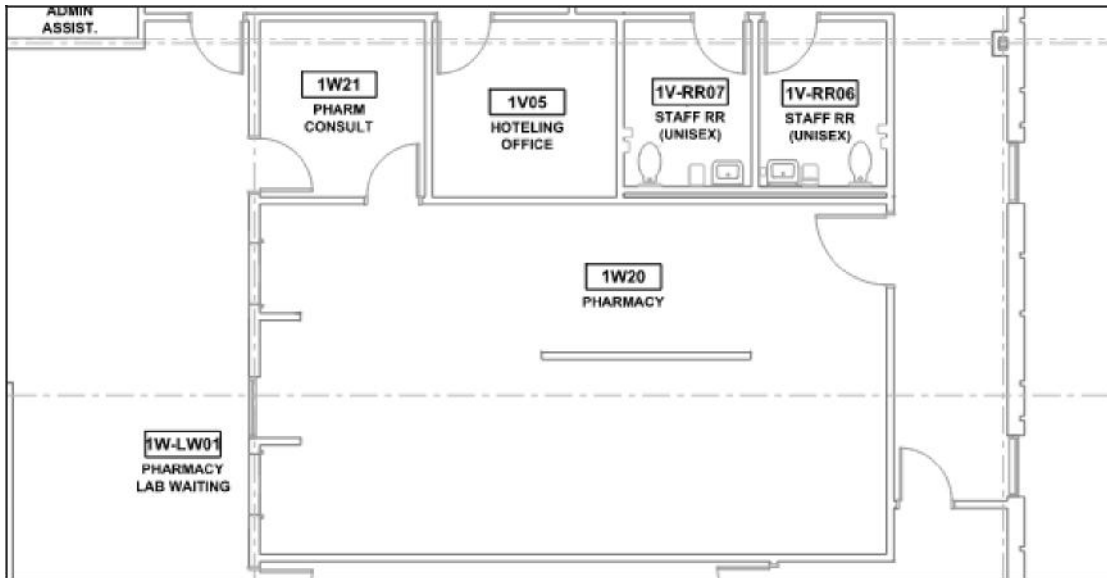 ADMIN
ASSIST.
1W21
PHARM
CONSULT
1V05
HOTELING
OFFICE
1V-RR07
STAFF RR
(UNISEX)
1V-RR06
STAFF RR
(UNISEX)
1W20
PHARMACY
1W-LW01
PHARMACY
LAB WAITING